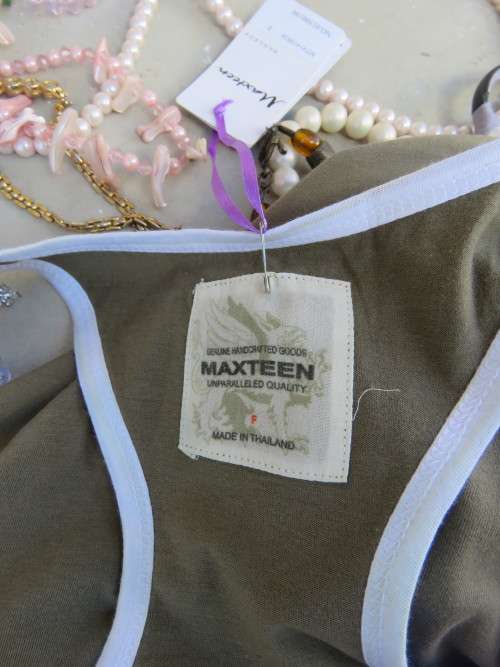 Maxteen
GENUINE HANDCRAFTED GOODS
MAXTEEN
UNPARALLELED QUALITY
F
MADE IN THAILAND